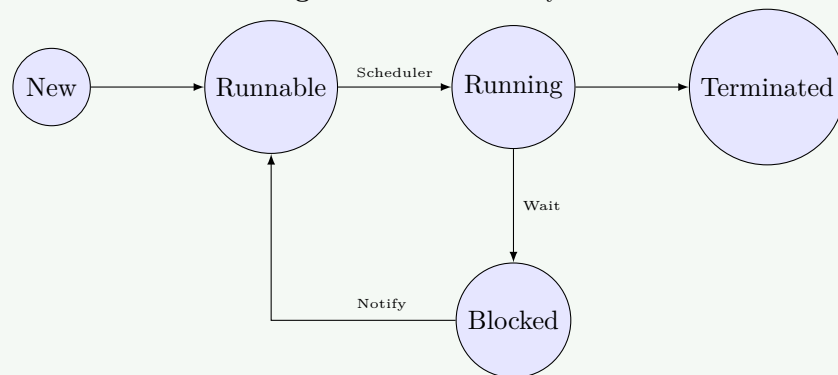 New
Runnable
Scheduler
Running
Terminated
Wait
Notify
Blocked